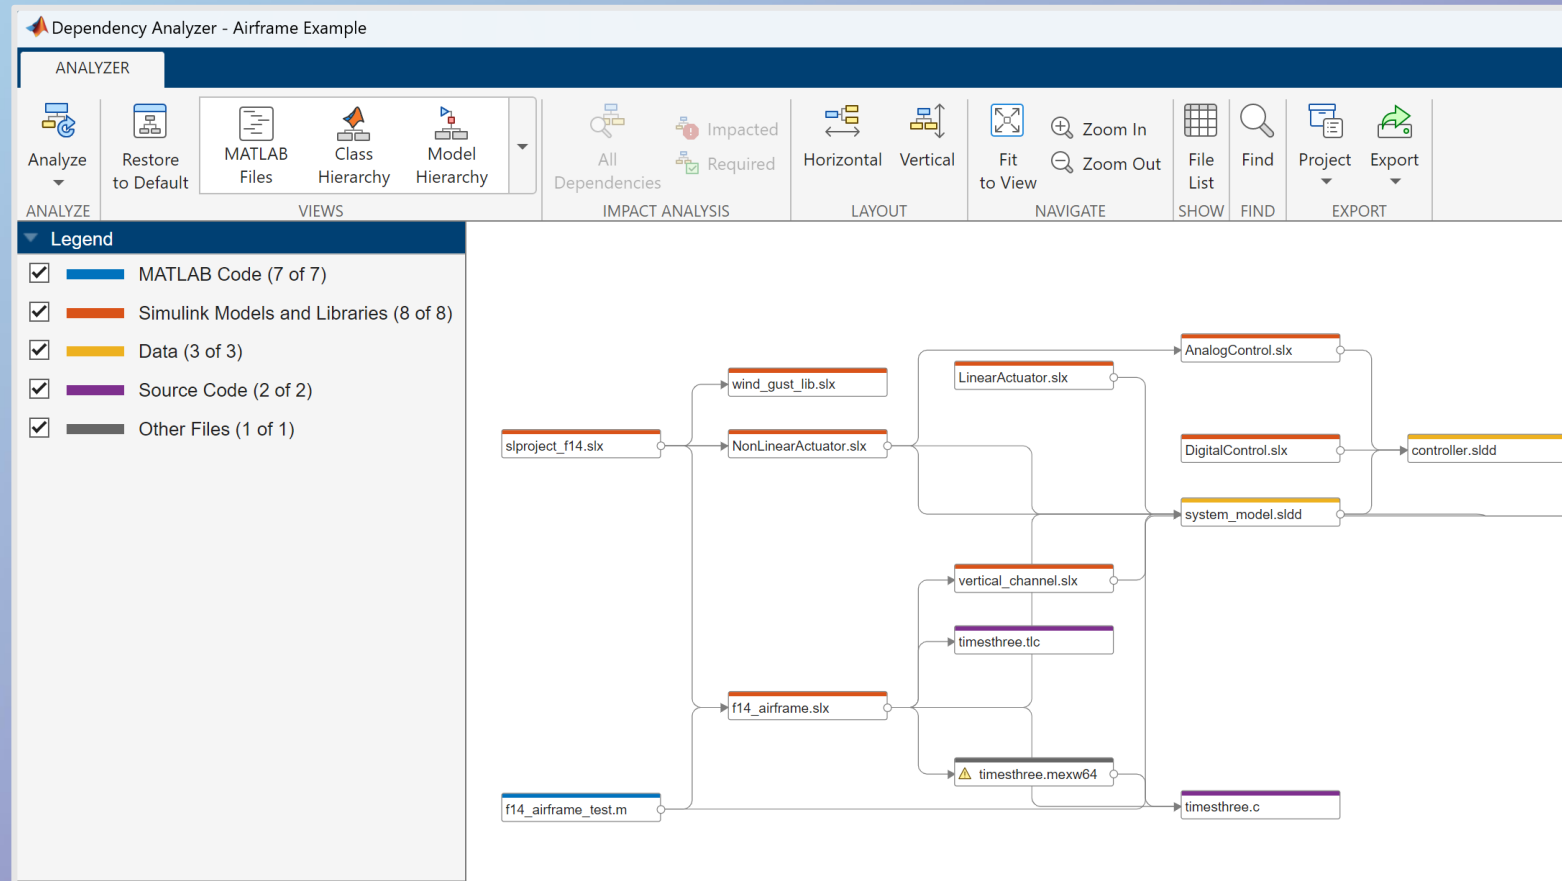 Dependency Analyzer - Airframe Example
ANALYZER
Analyze
Restore
to Default
MATLAB
Files
Class
Hierarchy
Model
Hierarchy
All
Dependencies
Impacted
Required
Horizontal
Vertical
Fit
to View
Zoom In
Zoom Out
File
List
Find
Project
Export
ANALYZE
VIEWS
IMPACT ANALYSIS
LAYOUT
NAVIGATE
SHOW
FIND
EXPORT
Legend
MATLAB Code (7 of 7)
Simulink Models and Libraries (8 of 8)
Data (3 of 3)
Source Code (2 of 2)
Other Files (1 of 1)
AnalogControl.slx
LinearActuator.slx
wind_gust_lib.slx
slproject_f14.slx
NonLinearActuator.slx
DigitalControl.slx
controller.sldd
system_model.sldd
vertical_channel.slx
timesthree.tlc
f14_airframe.slx
timesthree.mexw64
f14_airframe_test.m
timesthree.c